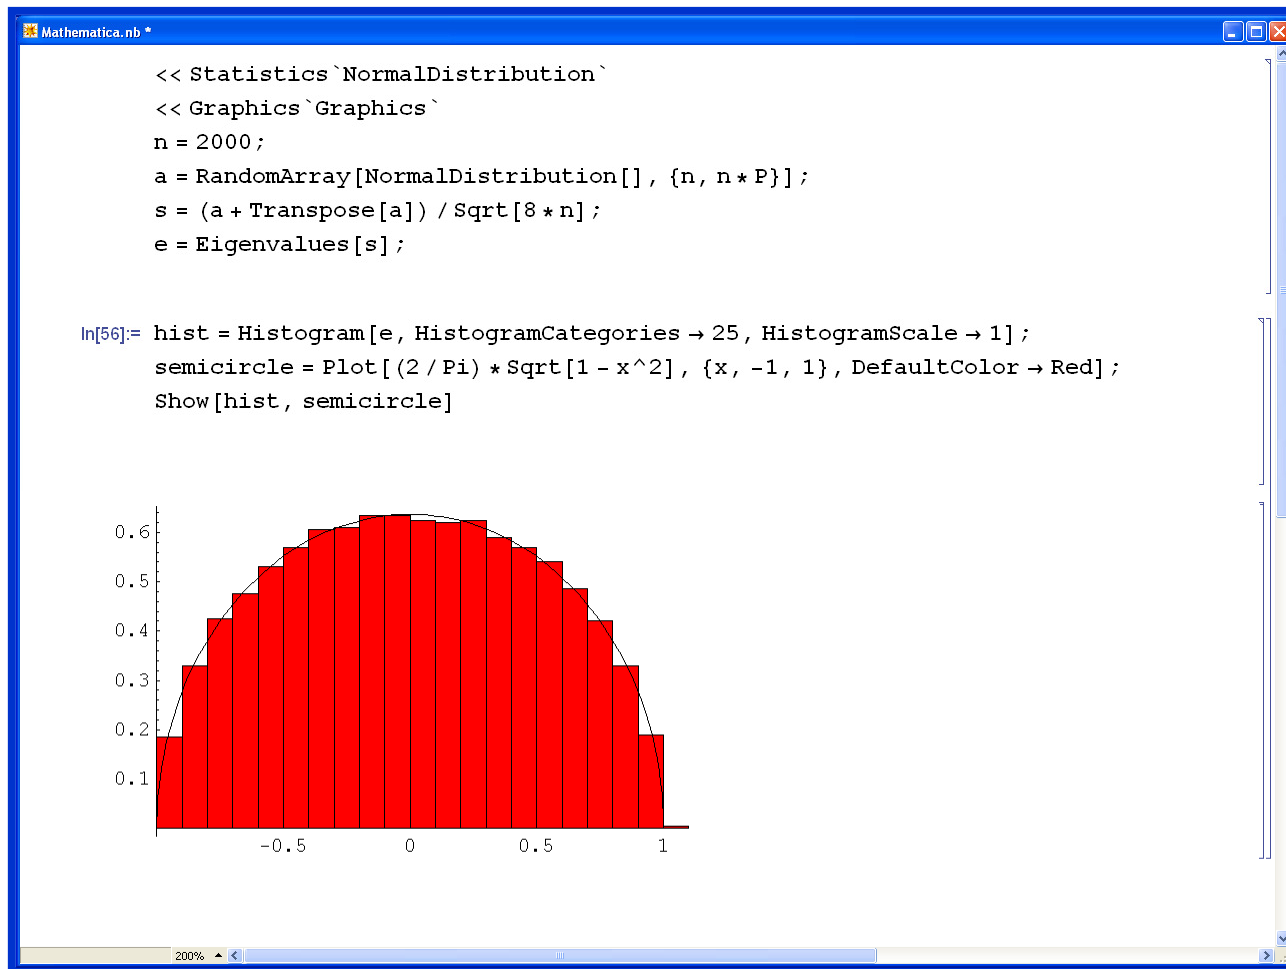 Mathematica.nb *
<< Statistics`NormalDistribution`
<< Graphics`Graphics`
n = 2000;
a = RandomArray[NormalDistribution[], {n, n * P}];
s = (a + Transpose[a]) / Sqrt[8 * n];
e = Eigenvalues[s];
In[56]:= hist = Histogram[e, HistogramCategories → 25, HistogramScale → 1];
semicircle = Plot[(2 / Pi) * Sqrt[1 - x^2], {x, -1, 1}, DefaultColor → Red];
Show[hist, semicircle]
0.6
0.5
0.4
0.3
0.2
0.1
-0.5 0 0.5 1
200%